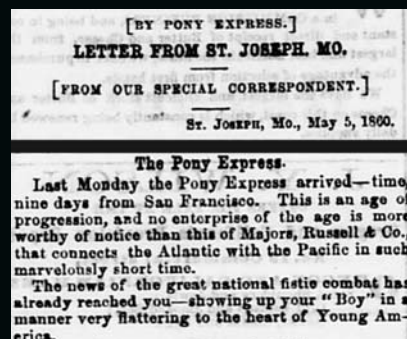 [BY PONY EXPRESS.]
LETTER FROM ST. JOSEPH, MO.
[FROM OUR SPECIAL CORRESPONDENT.]
ST. JOSEPH, Mo., May 5, 1860.
The Pony Express.
Last Monday the Pony Express arrived—time
nine days from San Francisco. This is an age o
progression, and no enterprise of the age is more
worthy of notice than this of Majors, Russell & Co.,
that connects the Atlantic with the Pacific in such
marvelously short time.
The news of the great national fistic combat has
already reached you—showing up your "Boy" in a
manner very flattering to the heart of Young Am-
erica.